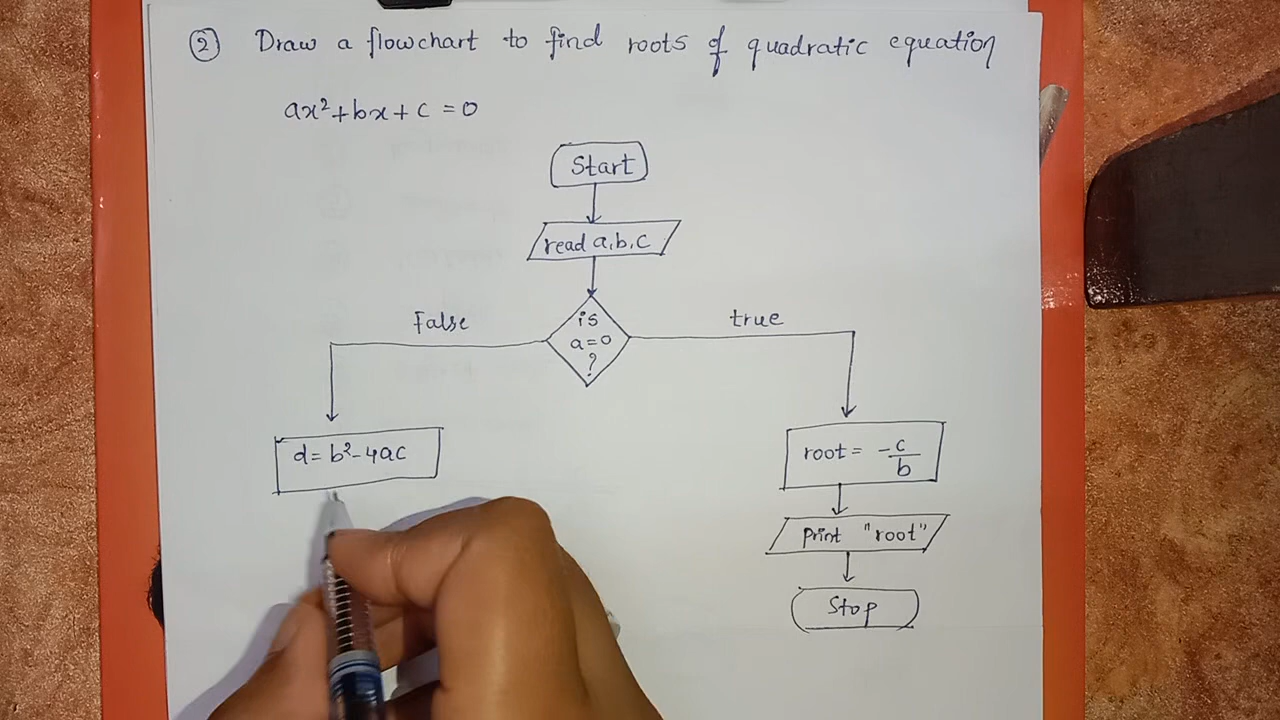 ② Draw a flowchart to find roots of quadratic equation
ax²+bx+c=0
Start
read a,b,c
False
is
a=0
?
true
d=b²-4ac
root= -c/b
print "root"
Stop